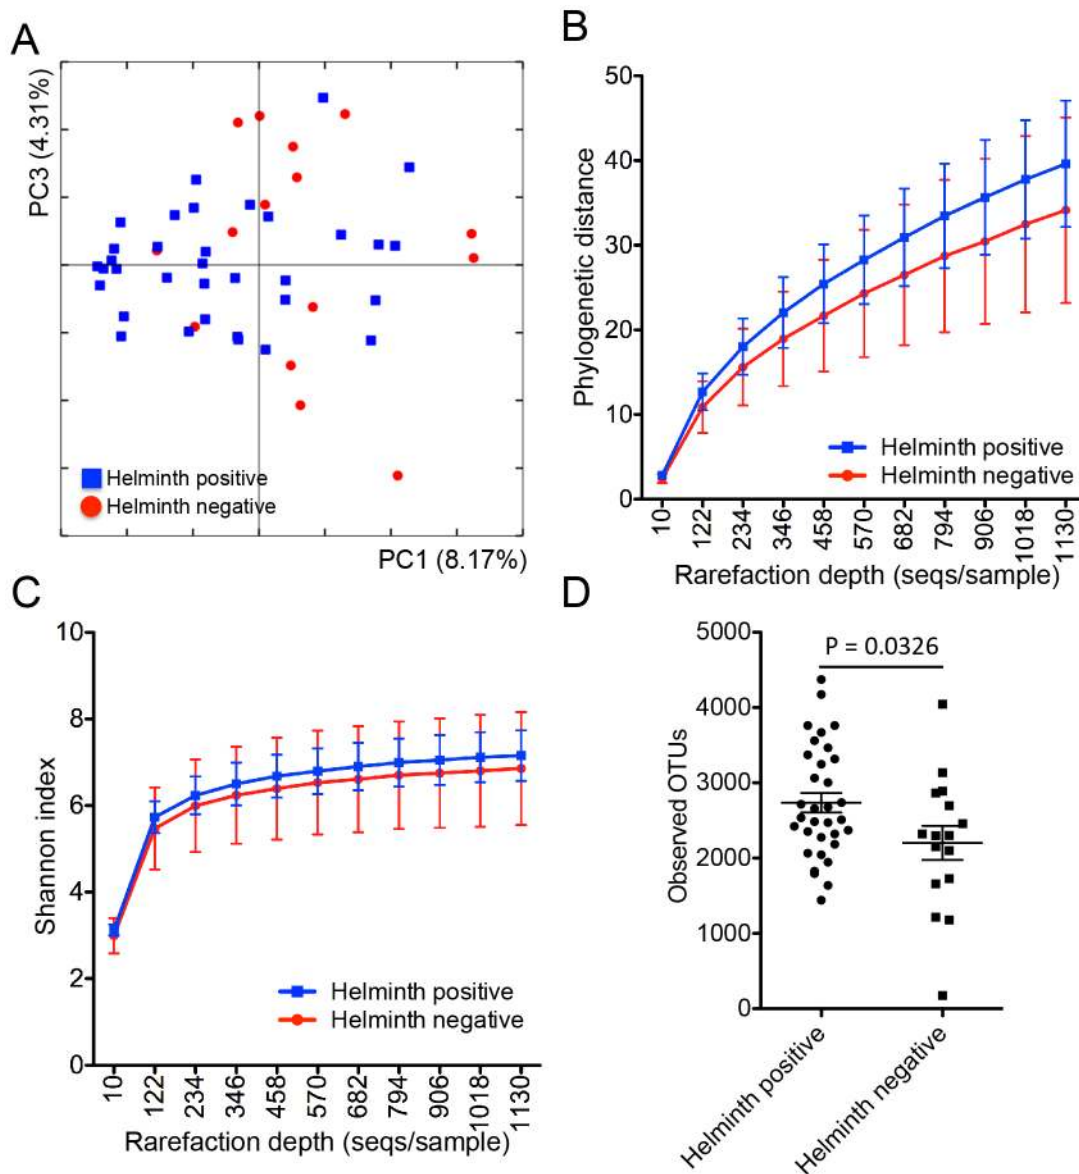 A
PC3 (4.31%)
Helminth positive
Helminth negative
PC1 (8.17%)
B
Phylogenetic distance
50
40
30
20
10
0
Helminth positive
Helminth negative
10
122
234
346
458
570
682
794
906
1018
1130
Rarefaction depth (seqs/sample)
C
Shannon index
10
8
6
4
2
0
Helminth positive
Helminth negative
10
122
234
346
458
570
682
794
906
1018
1130
Rarefaction depth (seqs/sample)
D
Observed OTUs
5000
4000
3000
2000
1000
0
P = 0.0326
Helminth positive
Helminth negative